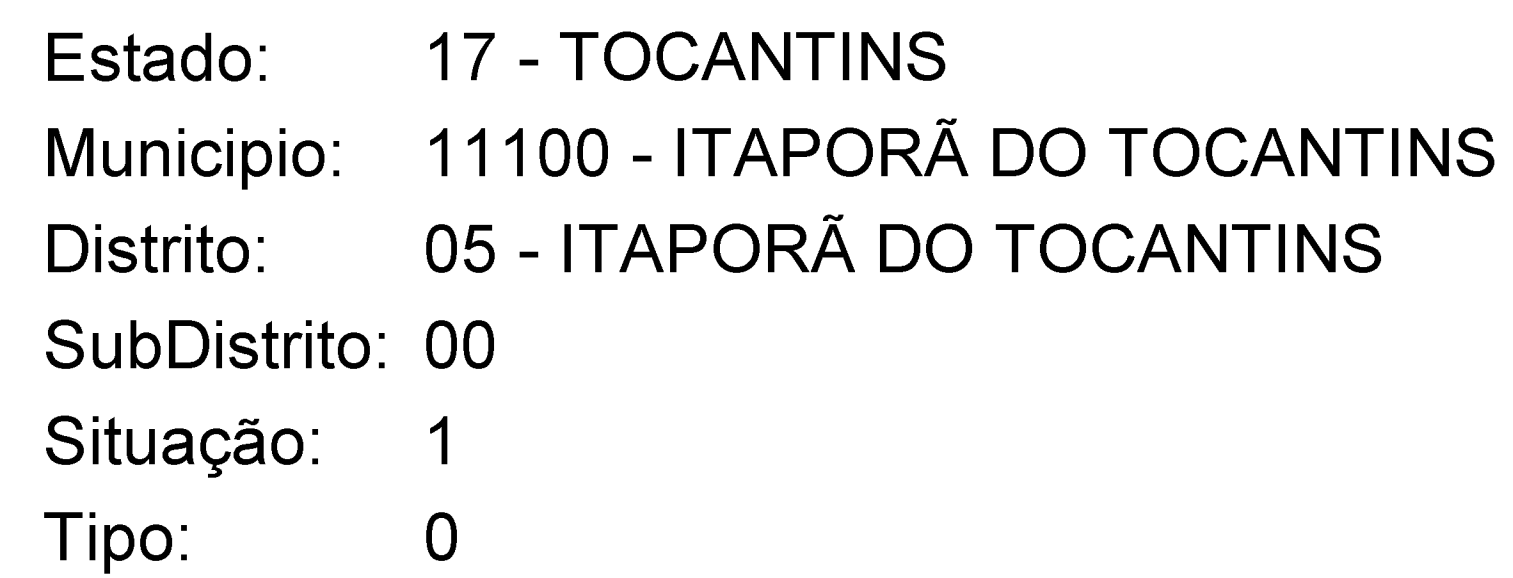 Estado: 17 - TOCANTINS
Municipio: 11100 - ITAPORÃ DO TOCANTINS
Distrito: 05 - ITAPORÃ DO TOCANTINS
SubDistrito: 00
Situação: 1
Tipo: 0